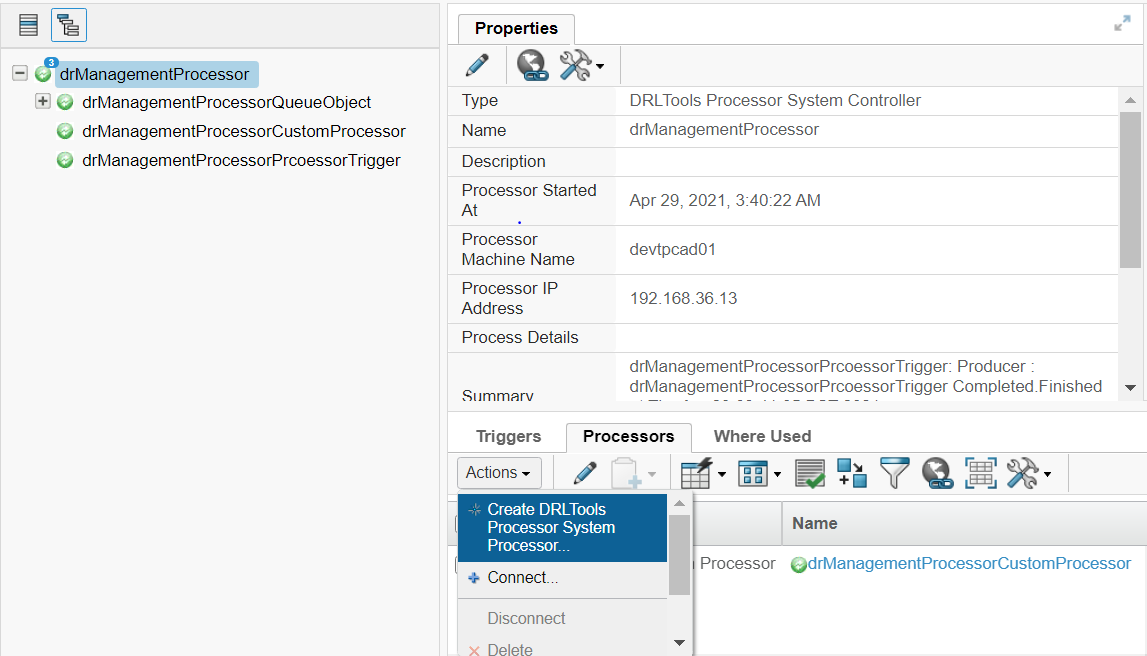 3
drManagementProcessor
drManagementProcessorQueueObject
drManagementProcessorCustomProcessor
drManagementProcessorPrcoessorTrigger
Properties
Type DRLTools Processor System Controller
Name drManagementProcessor
Description
Processor Started
At
Apr 29, 2021, 3:40:22 AM
Processor
Machine Name
devtpcad01
Processor IP
Address
192.168.36.13
Process Details
Summary
drManagementProcessorPrcoessorTrigger: Producer :
drManagementProcessorPrcoessorTrigger Completed.Finished
Triggers Processors Where Used
Actions
Create DRLTools
Processor System
Processor...
Connect...
Disconnect
Delete
Name
Processor drManagementProcessorCustomProcessor